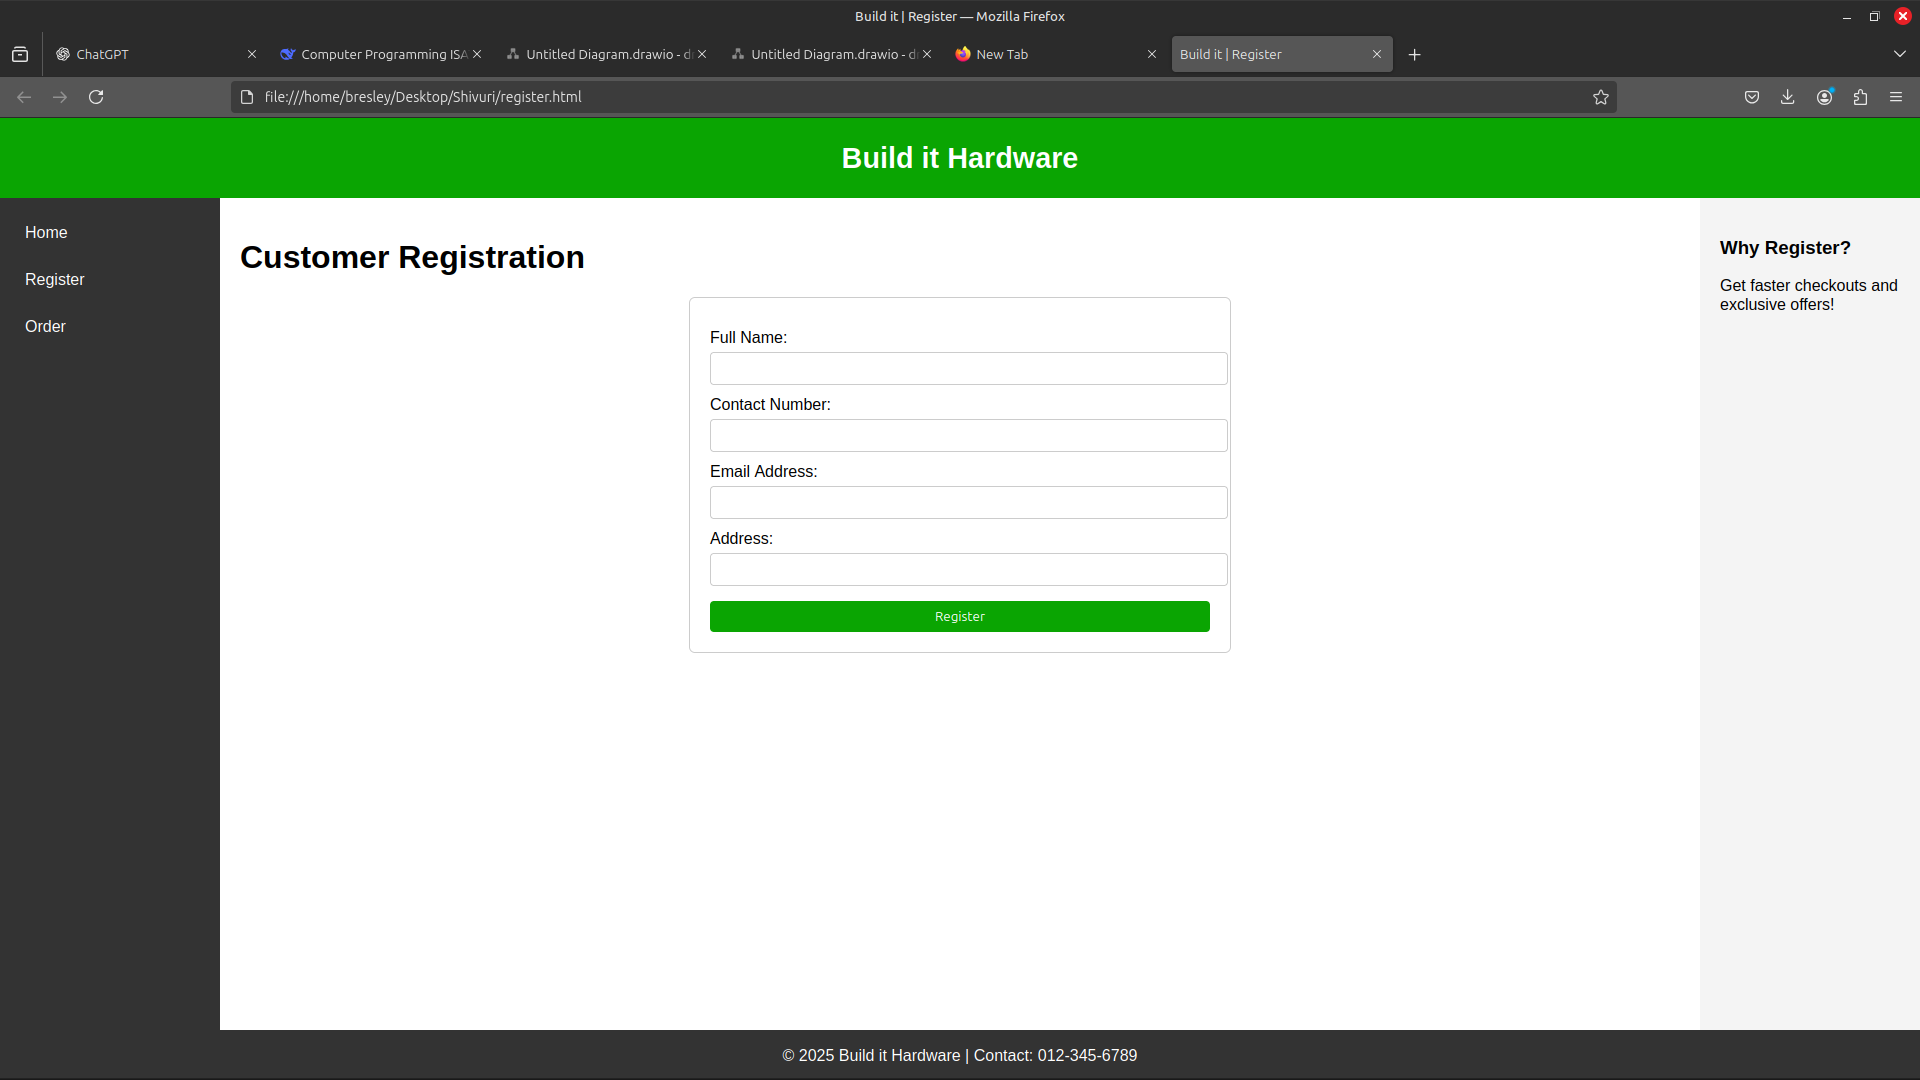 Build it | Register — Mozilla Firefox
ChatGPT
Computer Programming ISA
Untitled Diagram.drawio - d
Untitled Diagram.drawio - d
New Tab
Build it | Register
file:///home/bresley/Desktop/Shivuri/register.html
Build it Hardware
Home
Register
Order
Customer Registration
Full Name:
Contact Number:
Email Address:
Address:
Register
Why Register?
Get faster checkouts and
exclusive offers!
© 2025 Build it Hardware | Contact: 012-345-6789